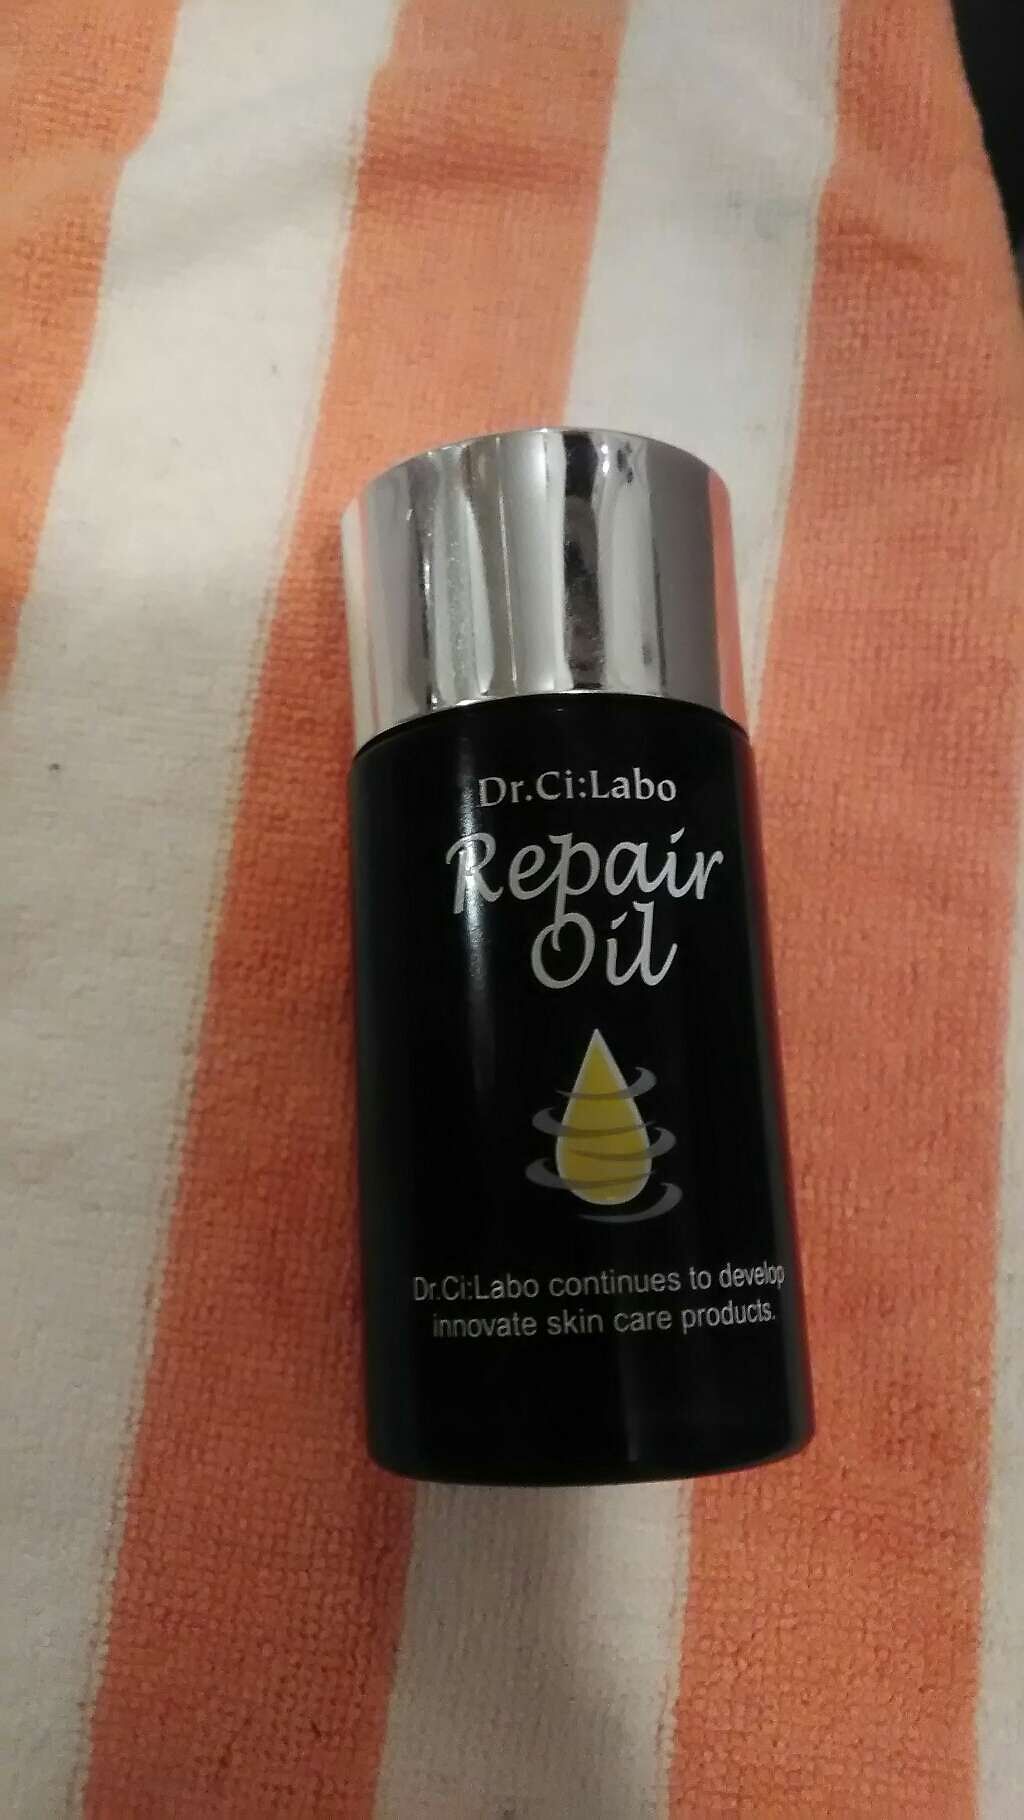 Dr.Ci:Labo
Repair
Oil
Dr.Ci:Labo continues to develop
innovate skin care products.